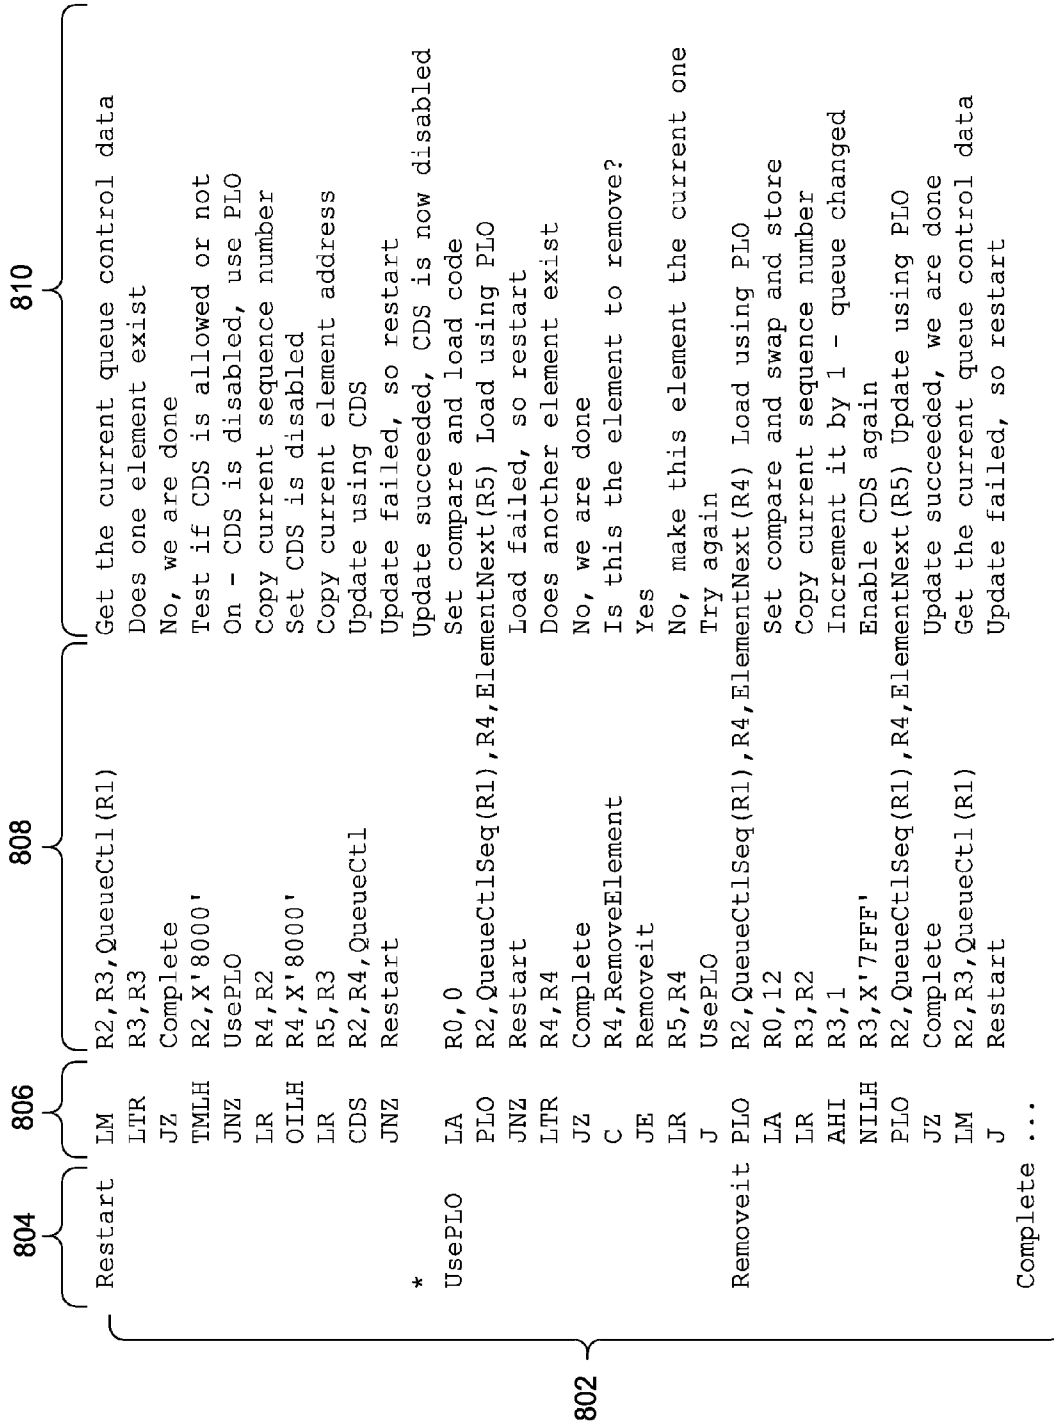 804 806 808 810
802
Restart LM R2,R3,QueueCtl(R1) Get the current queue control data
LTR R3,R3 Does one element exist
JZ Complete No, we are done
TMLH R2,X'8000' Test if CDS is allowed or not
JNZ UsePLO On - CDS is disabled, use PLO
LR R4,R2 Copy current sequence number
OILH R4,X'8000' Set CDS is disabled
LR R5,R3 Copy current element address
CDS R2,R4,QueueCtl Update using CDS
JNZ Restart Update failed, so restart
* Update succeeded, CDS is now disabled
UsePLO LA R0,0 Set compare and load code
PLO R2,QueueCtlSeq(R1),R4,ElementNext(R5) Load using PLO
JNZ Restart Load failed, so restart
LTR R4,R4 Does another element exist
JZ Complete No, we are done
C R4,RemoveElement Is this the element to remove?
JE Removeit Yes
LR R5,R4 No, make this element the current one
J UsePLO Try again
Removeit PLO R2,QueueCtlSeq(R1),R4,ElementNext(R4) Load using PLO
LA R0,12 Set compare and swap and store
LR R3,R2 Copy current sequence number
AHI R3,1 Increment it by 1 - queue changed
NILH R3,X'7FFF' Enable CDS again
PLO R2,QueueCtlSeq(R1),R4,ElementNext(R5) Update using PLO
JZ Complete Update succeeded, we are done
LM R2,R3,QueueCtl(R1) Get the current queue control data
J Restart Update failed, so restart
Complete ...